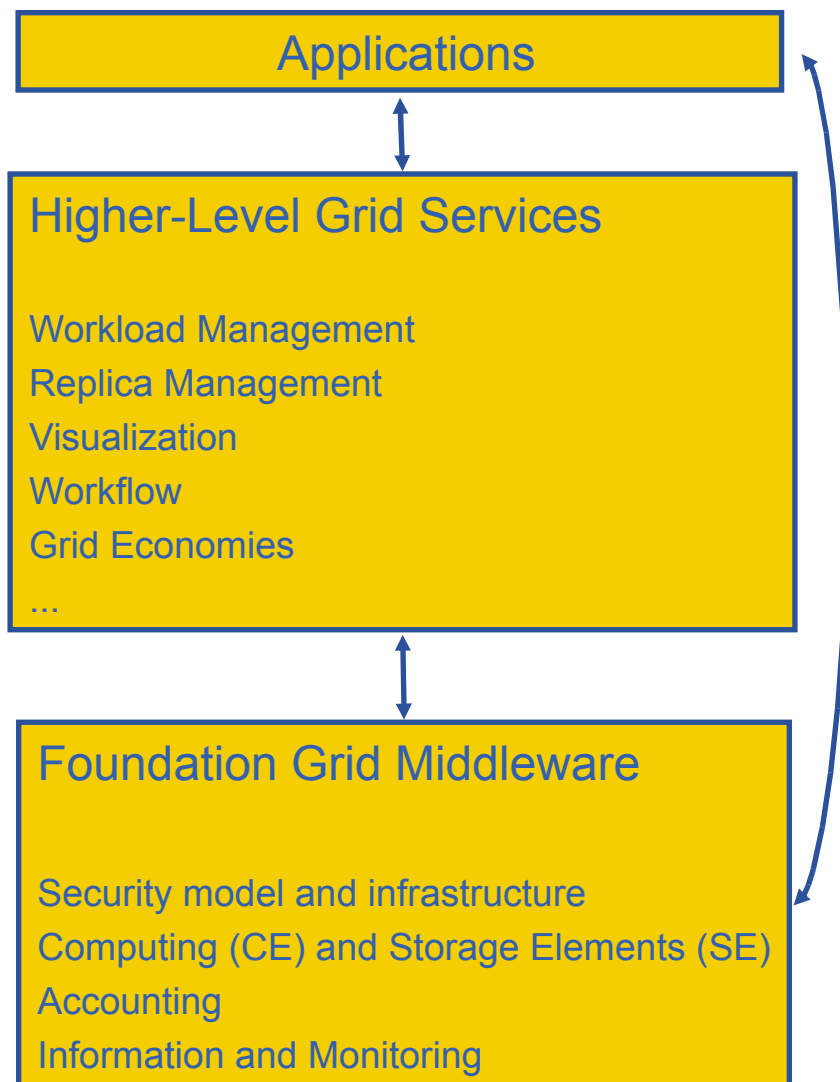 Applications
Higher-Level Grid Services
Workload Management
Replica Management
Visualization
Workflow
Grid Economies
...
Foundation Grid Middleware
Security model and infrastructure
Computing (CE) and Storage Elements (SE)
Accounting
Information and Monitoring